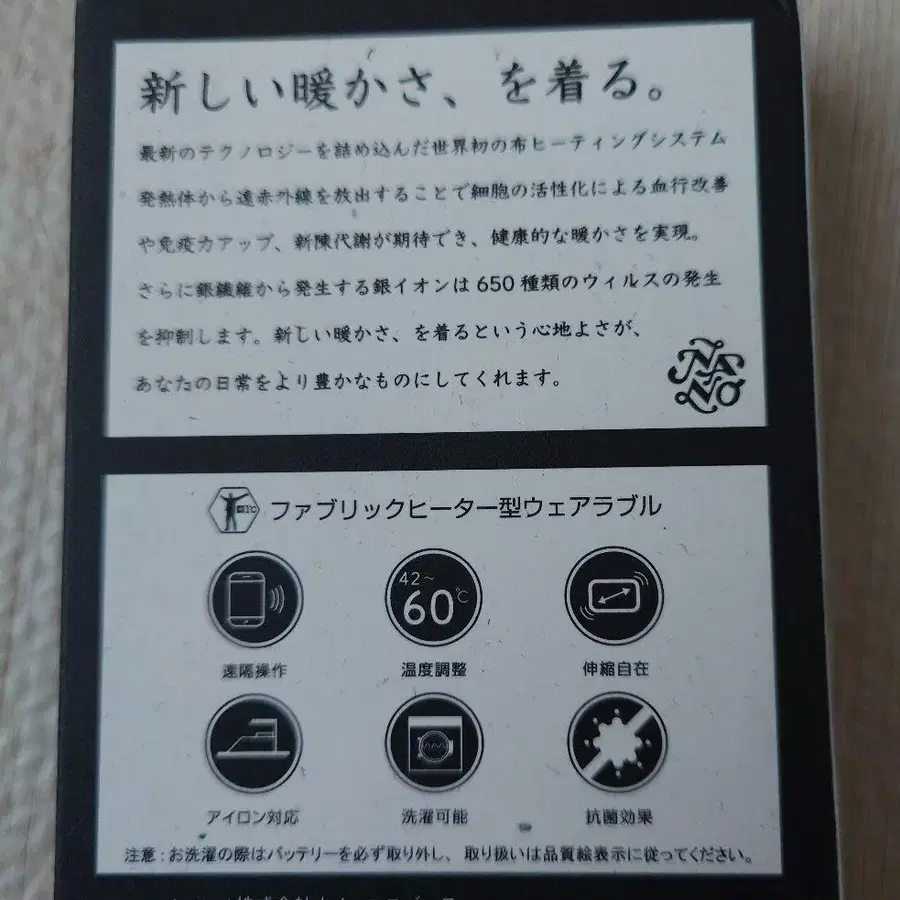 新しい暖かさ、を着る。
最新のテクノロジーを詰め込んだ世界初の布ヒーティングシステム
発熱体から遠赤外線を放出することで細胞の活性化による血行改善
や免疫力アップ、新陳代謝が期待でき、健康的な暖かさを実現。
さらに銀繊維から発生する銀イオンは 650 種類のウィルスの発生
を抑制します。新しい暖かさ、を着るという心地よさが、
あなたの日常をより豊かなものにしてくれます。
NANO
ファブリックヒーター型ウェアラブル
42～
60℃
遠隔操作
温度調整
伸縮自在
アイロン対応
洗濯可能
抗菌効果
注意：お洗濯の際はバッテリーを必ず取り外し、取り扱いは品質絵表示に従ってください。